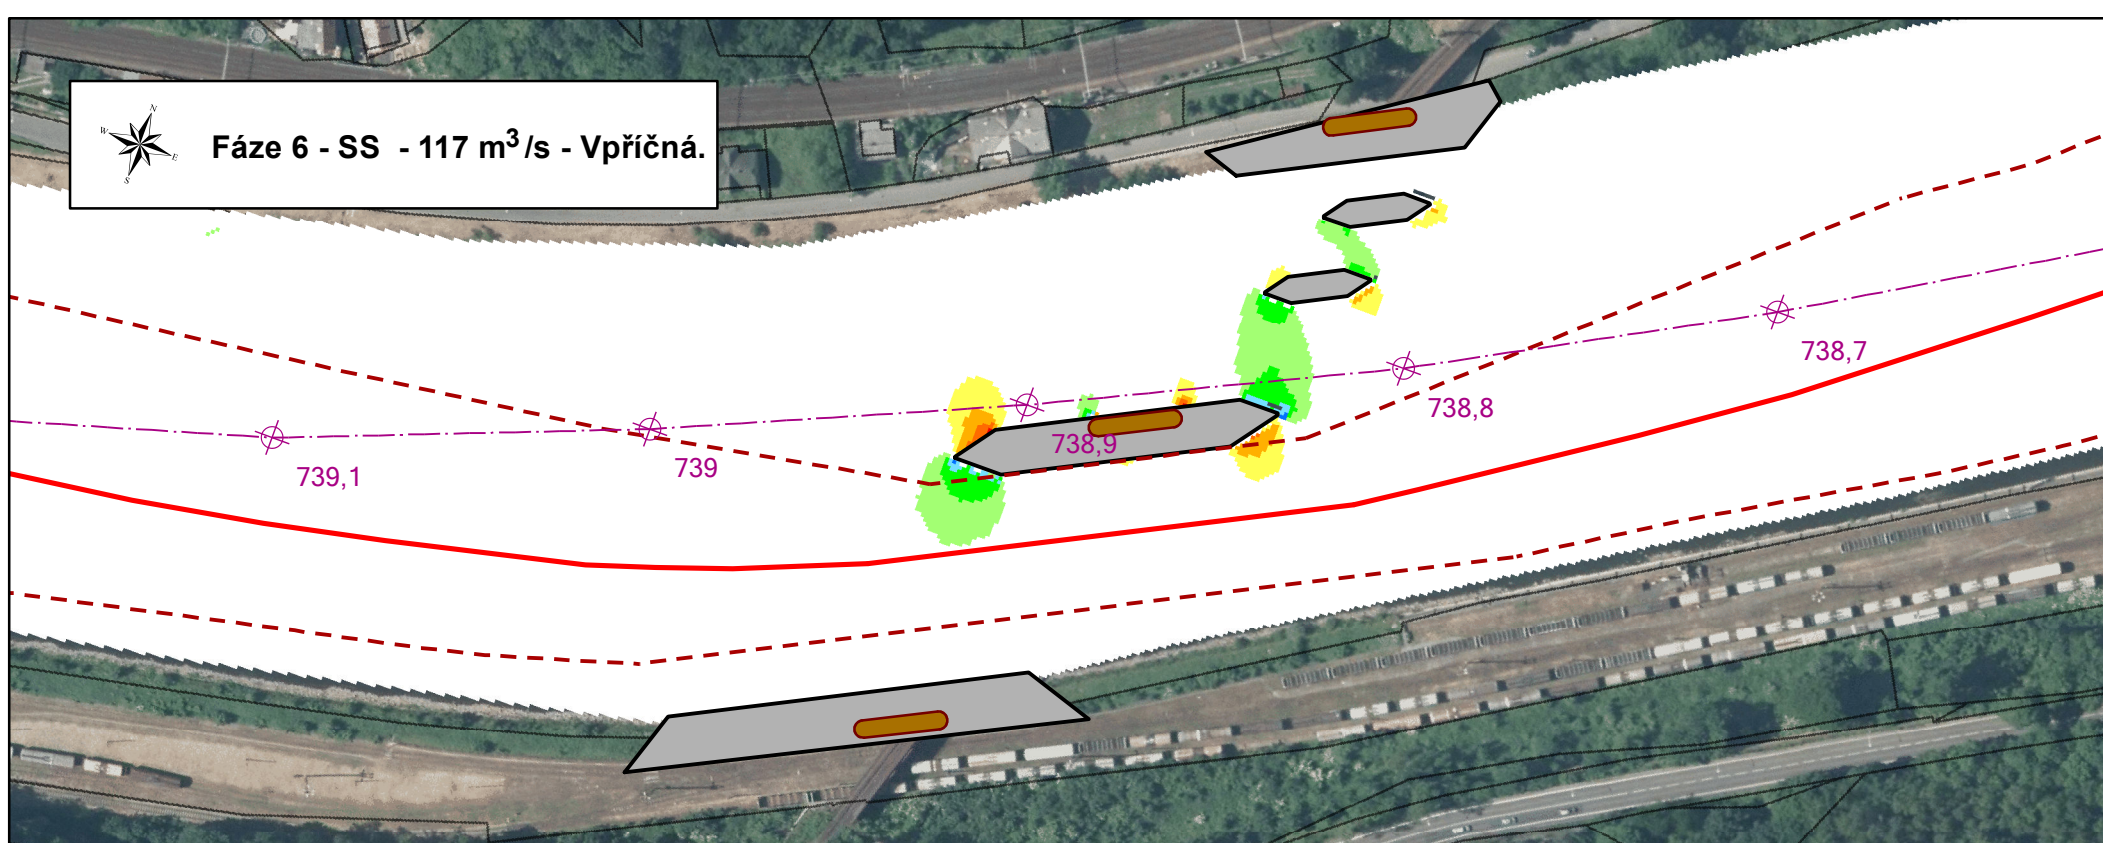 N
W
E
S
Fáze 6 - SS - 117 m³/s - Vpříčná.
738,7
738,8
738,9
739
739,1